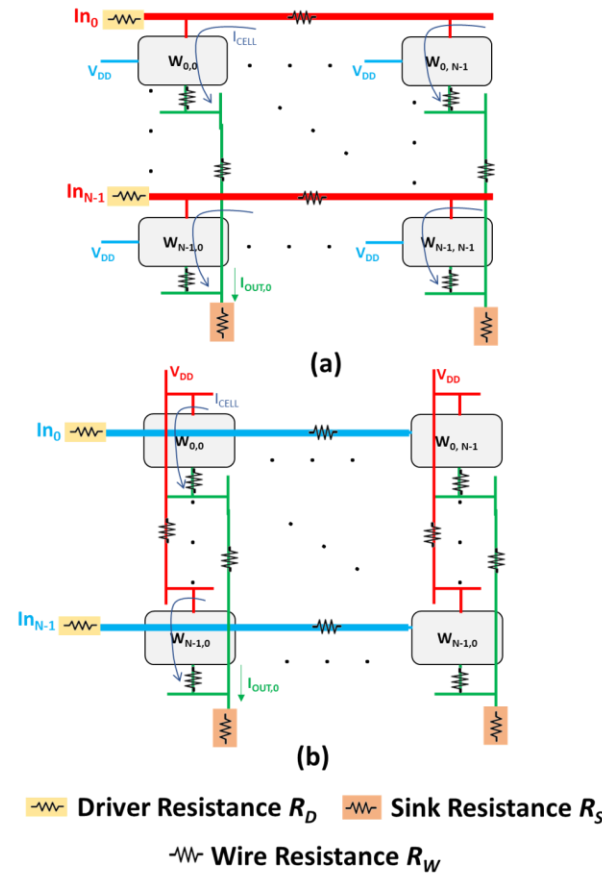 In0
ICELL
W0,0
W0, N-1
VDD
VDD
InN-1
WN-1,0
WN-1, N-1
VDD
VDD
IOUT,0
(a)
VDD
VDD
ICELL
In0
W0,0
W0, N-1
InN-1
WN-1,0
WN-1,0
IOUT,0
(b)
Driver Resistance RD
Sink Resistance RS
Wire Resistance RW